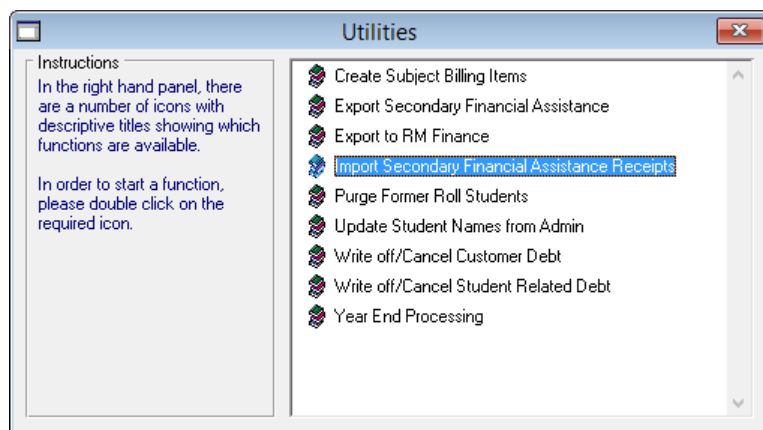 Utilities
Instructions
In the right hand panel, there
are a number of icons with
descriptive titles showing which
functions are available.
In order to start a function,
please double click on the
required icon.
Create Subject Billing Items
Export Secondary Financial Assistance
Export to RM Finance
Import Secondary Financial Assistance Receipts
Purge Former Roll Students
Update Student Names from Admin
Write off/Cancel Customer Debt
Write off/Cancel Student Related Debt
Year End Processing